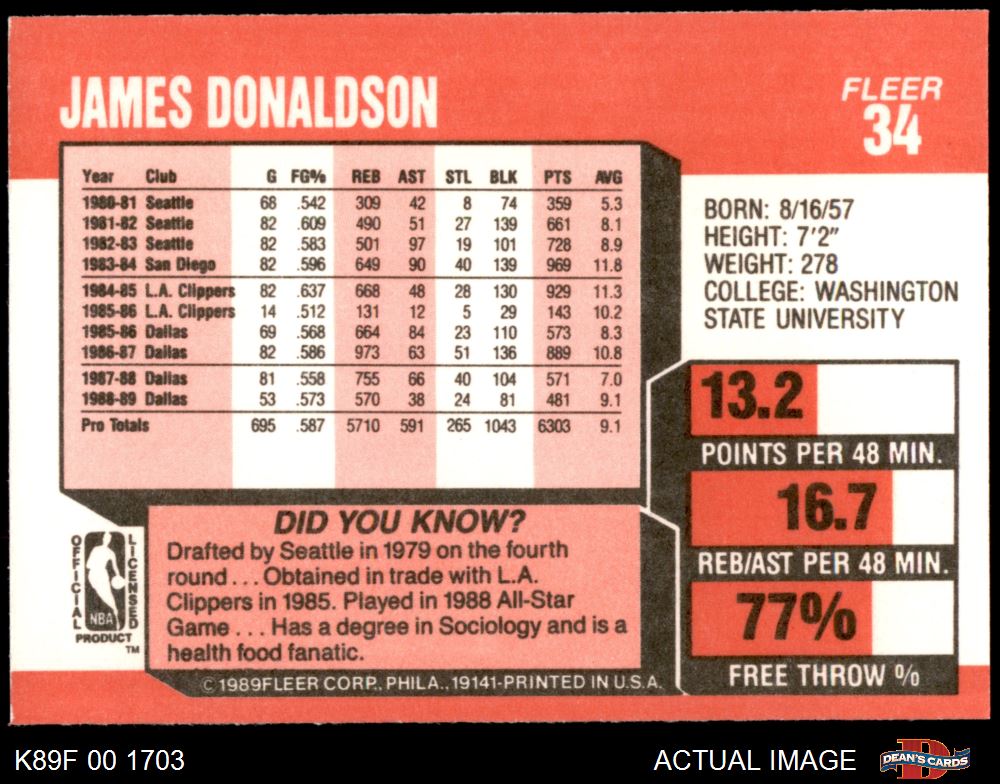 JAMES DONALDSON
FLEER
34
Year Club G FG% REB AST STL BLK PTS AVG
1980-81 Seattle 68 .542 309 42 8 74 359 5.3
1981-82 Seattle 82 .609 490 51 27 139 661 8.1
1982-83 Seattle 82 .583 501 97 19 101 728 8.9
1983-84 San Diego 82 .596 649 90 40 139 969 11.8
1984-85 L.A. Clippers 82 .637 668 48 28 130 929 11.3
1985-86 L.A. Clippers 14 .512 131 12 5 29 143 10.2
1985-86 Dallas 69 .568 664 84 23 110 573 8.3
1986-87 Dallas 82 .586 973 63 51 136 889 10.8
1987-88 Dallas 81 .558 755 66 40 104 571 7.0
1988-89 Dallas 53 .573 570 38 24 81 481 9.1
Pro Totals 695 .587 5710 591 265 1043 6303 9.1
BORN: 8/16/57
HEIGHT: 7'2"
WEIGHT: 278
COLLEGE: WASHINGTON
STATE UNIVERSITY
13.2
POINTS PER 48 MIN.
16.7
REB/AST PER 48 MIN.
77%
FREE THROW %
OFFICIAL
LICENSED
NBA
PRODUCT
TM
DID YOU KNOW?
Drafted by Seattle in 1979 on the fourth
round . . . Obtained in trade with L.A.
Clippers in 1985. Played in 1988 All-Star
Game . . . Has a degree in Sociology and is a
health food fanatic.
©1989FLEER CORP., PHILA., 19141-PRINTED IN U.S.A.
K89F 00 1703
ACTUAL IMAGE
D
DEAN'S CARDS